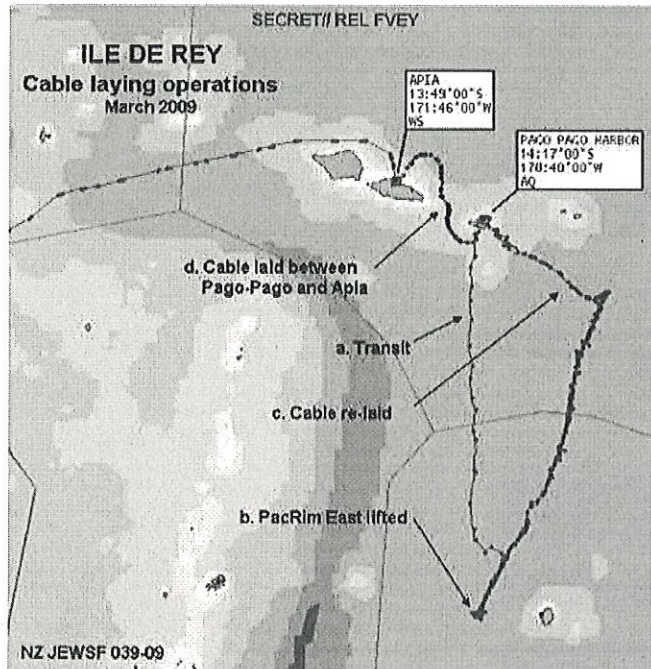 SECRET// REL FVEY
ILE DE REY
Cable laying operations
March 2009
APIA
13:49°00"S
171:46°00"W
WS
PAGO PAGO HARBOR
14:17°00"S
170:40°00"W
AQ
d. Cable laid between
Pago-Pago and Apia
a. Transit
c. Cable re-laid
b. PacRim East lifted
NZ JEWSF 039-09